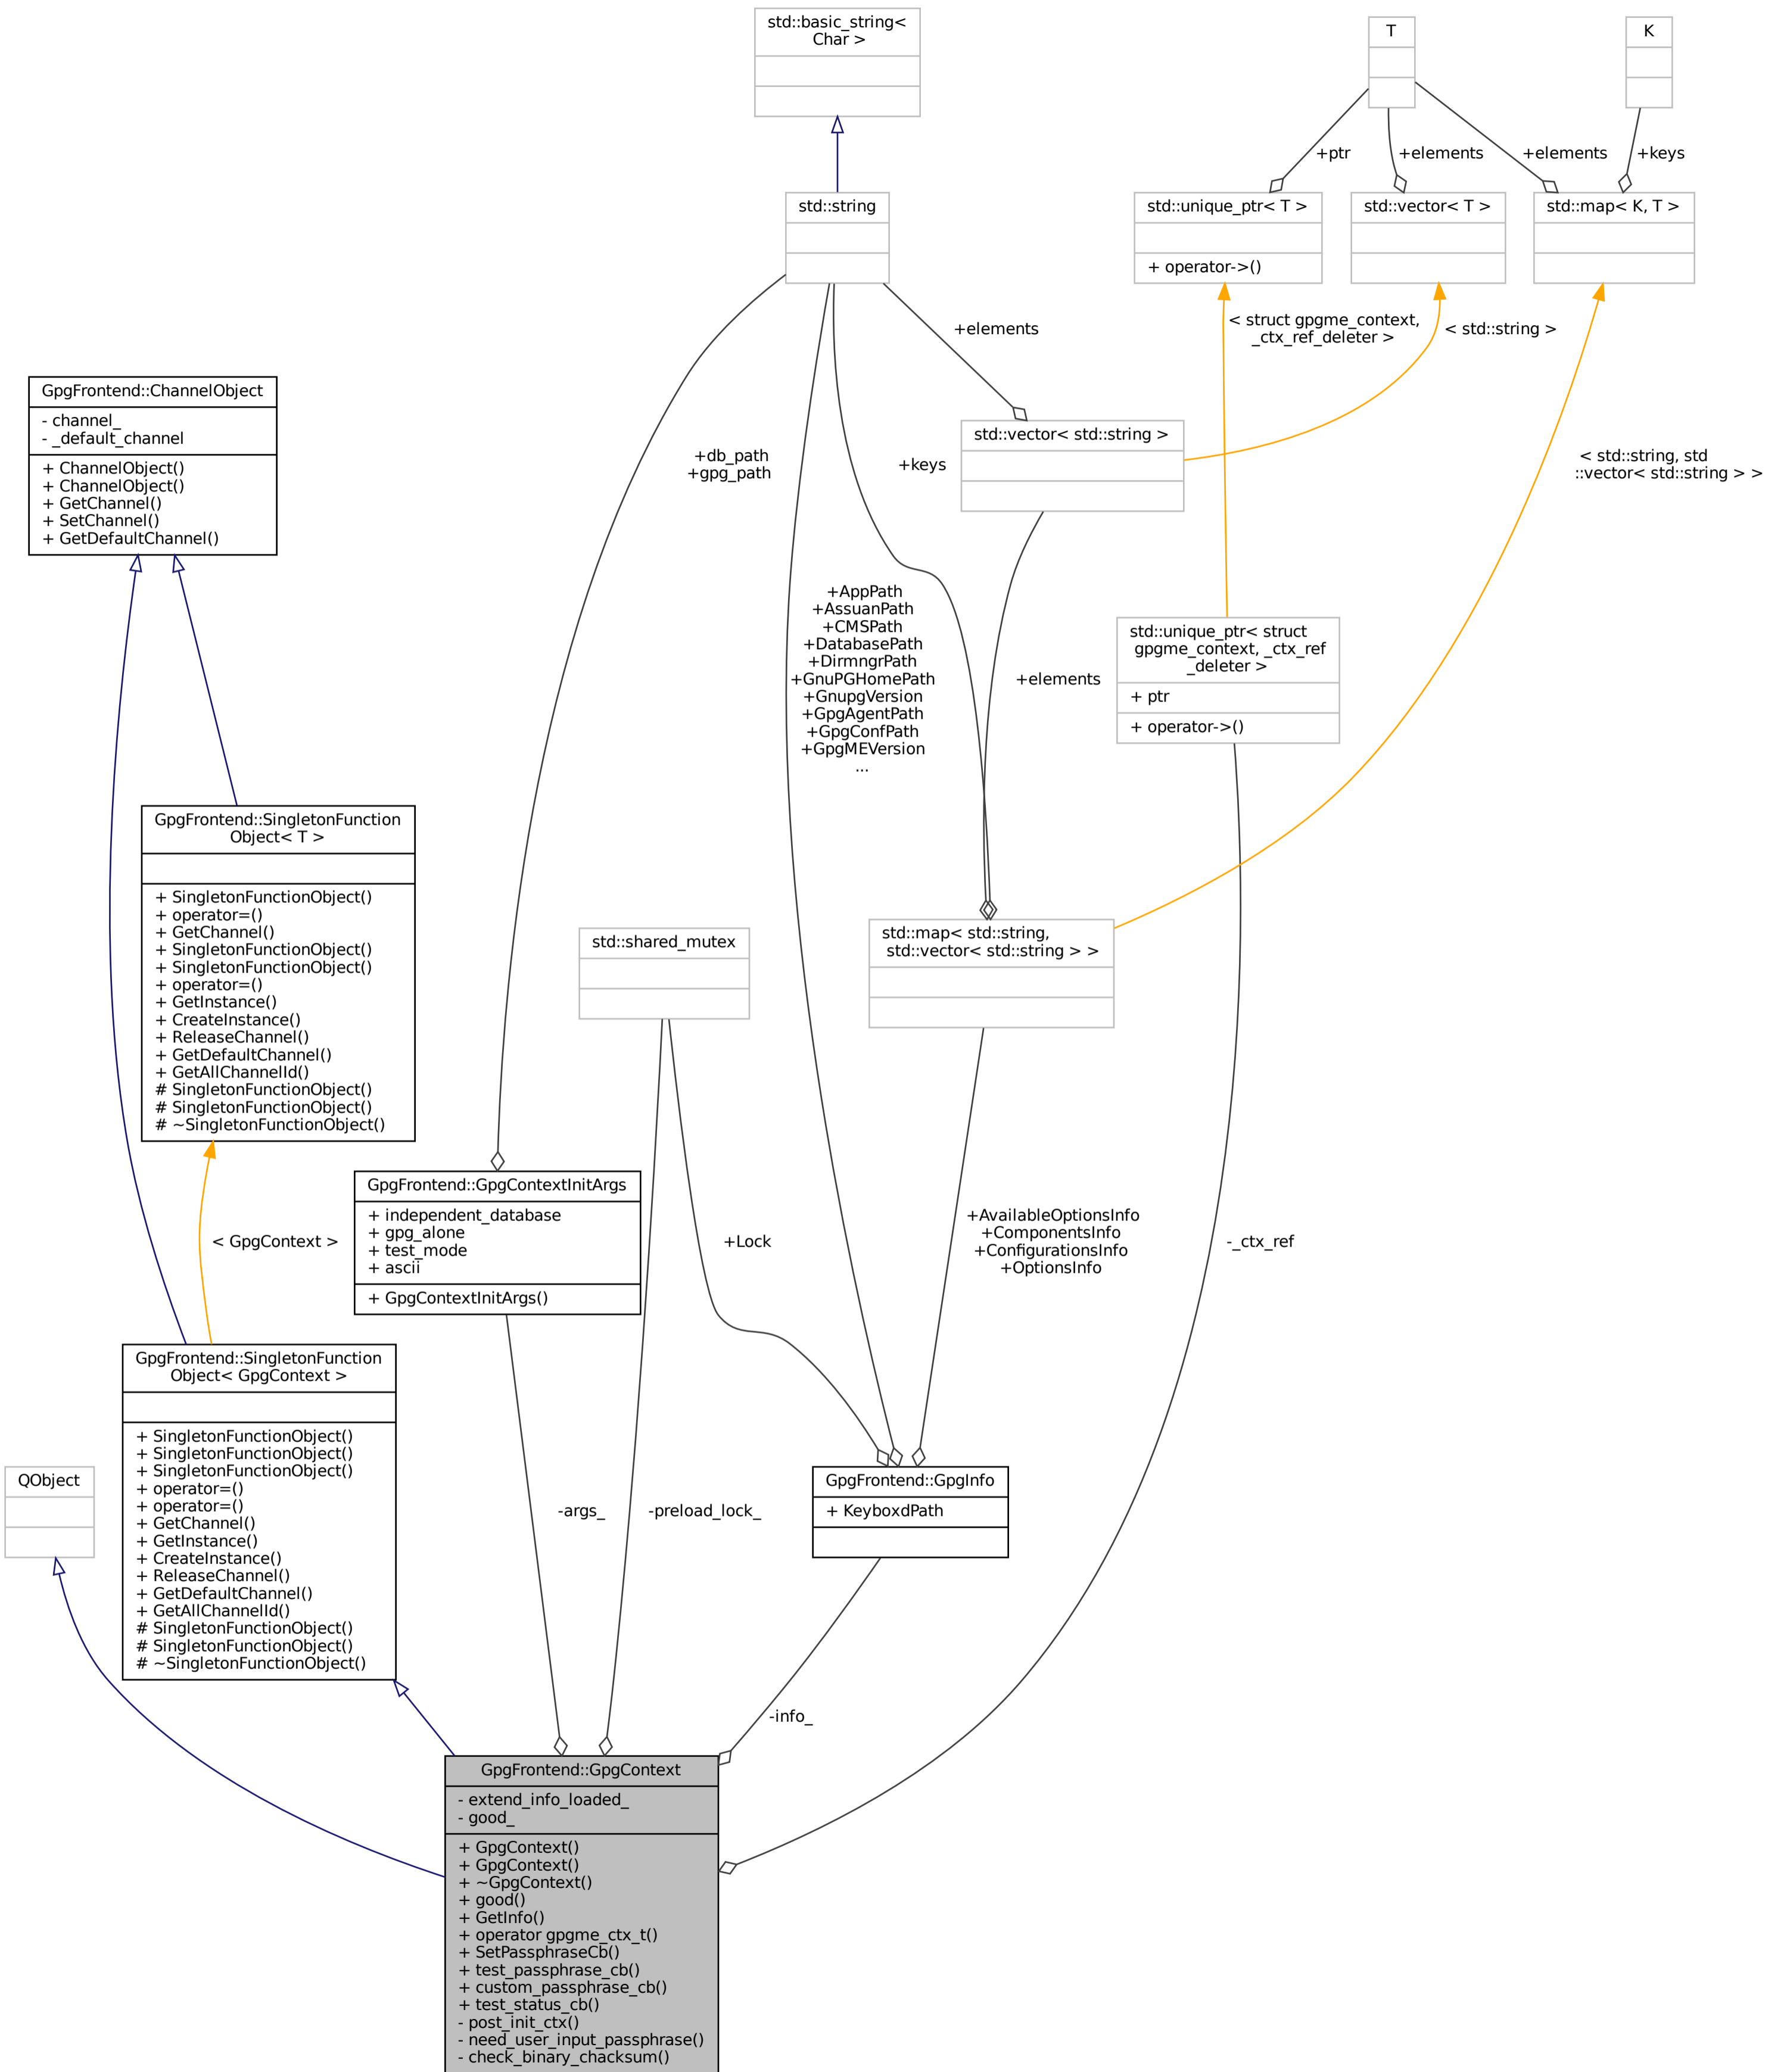 std::basic_string<
Char >
T
K
+ptr
+elements
+elements
+keys
std::string
std::unique_ptr< T >
+ operator->()
std::vector< T >
std::map< K, T >
+elements
< struct gpgme_context,
_ctx_ref_deleter >
< std::string >
GpgFrontend::ChannelObject
- channel_
- _default_channel
+ ChannelObject()
+ ChannelObject()
+ GetChannel()
+ SetChannel()
+ GetDefaultChannel()
+db_path
+gpg_path
+keys
std::vector< std::string >
< std::string, std
::vector< std::string > >
+AppPath
+AssuanPath
+CMSPath
+DatabasePath
+DirmngrPath
+GnuPGHomePath
+GnupgVersion
+GpgAgentPath
+GpgConfPath
+GpgMEVersion
...
+elements
std::unique_ptr< struct
gpgme_context, _ctx_ref
_deleter >
+ ptr
+ operator->()
GpgFrontend::SingletonFunction
Object< T >
+ SingletonFunctionObject()
+ operator=()
+ GetChannel()
+ SingletonFunctionObject()
+ SingletonFunctionObject()
+ operator=()
+ GetInstance()
+ CreateInstance()
+ ReleaseChannel()
+ GetDefaultChannel()
+ GetAllChannelId()
# SingletonFunctionObject()
# SingletonFunctionObject()
# ~SingletonFunctionObject()
std::shared_mutex
std::map< std::string,
std::vector< std::string > >
< GpgContext >
GpgFrontend::GpgContextInitArgs
+ independent_database
+ gpg_alone
+ test_mode
+ ascii
+ GpgContextInitArgs()
+Lock
+AvailableOptionsInfo
+ComponentsInfo
+ConfigurationsInfo
+OptionsInfo
-_ctx_ref
GpgFrontend::SingletonFunction
Object< GpgContext >
+ SingletonFunctionObject()
+ SingletonFunctionObject()
+ SingletonFunctionObject()
+ operator=()
+ operator=()
+ GetChannel()
+ GetInstance()
+ CreateInstance()
+ ReleaseChannel()
+ GetDefaultChannel()
+ GetAllChannelId()
# SingletonFunctionObject()
# SingletonFunctionObject()
# ~SingletonFunctionObject()
QObject
-args_
-preload_lock_
GpgFrontend::GpgInfo
+ KeyboxdPath
-info_
GpgFrontend::GpgContext
- extend_info_loaded_
- good_
+ GpgContext()
+ GpgContext()
+ ~GpgContext()
+ good()
+ GetInfo()
+ operator gpgme_ctx_t()
+ SetPassphraseCb()
+ test_passphrase_cb()
+ custom_passphrase_cb()
+ test_status_cb()
- post_init_ctx()
- need_user_input_passphrase()
- check_binary_chacksum()